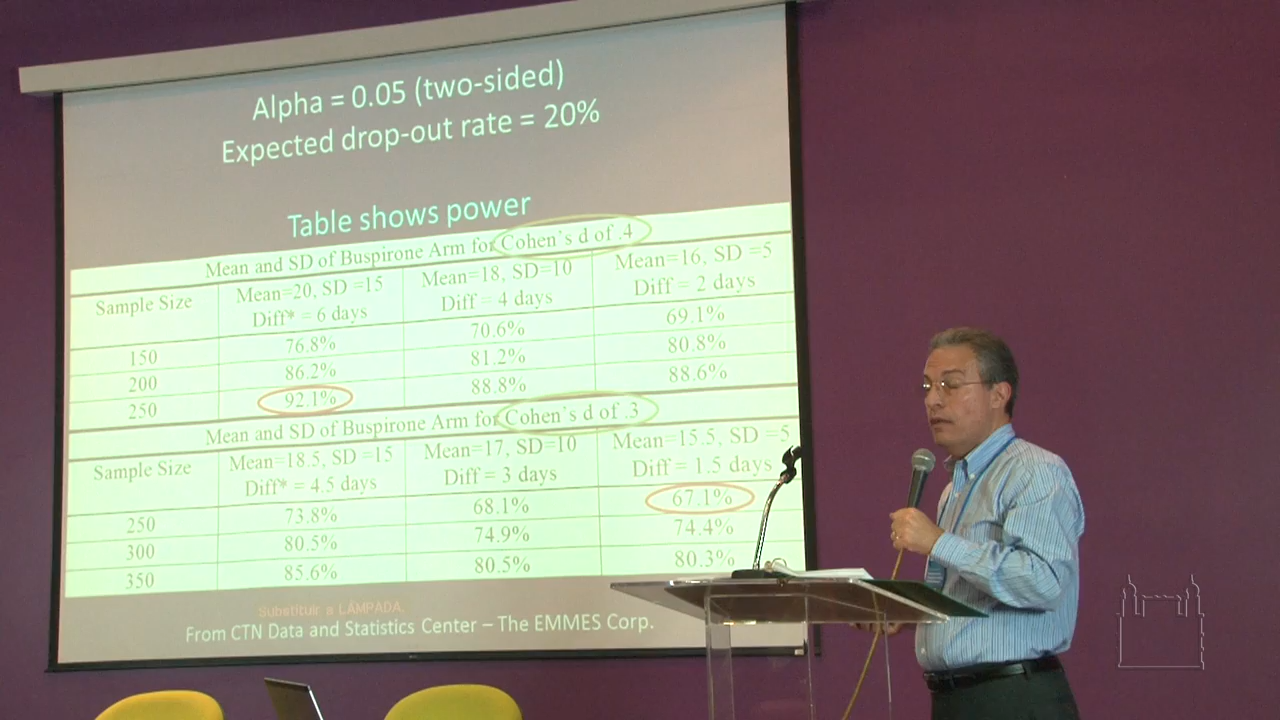 Alpha = 0.05 (two-sided)
Expected drop-out rate = 20%
Table shows power
Mean and SD of Buspirone Arm for Cohen's d of .4
Sample Size Mean=20, SD =15 Mean=18, SD=10 Mean=16, SD =5
Diff* = 6 days Diff = 4 days Diff = 2 days
150 76.8% 70.6% 69.1%
200 86.2% 81.2% 80.8%
250 92.1% 88.8% 88.6%
Mean and SD of Buspirone Arm for Cohen's d of .3
Sample Size Mean=18.5, SD =15 Mean=17, SD=10 Mean=15.5, SD =5
Diff* = 4.5 days Diff = 3 days Diff = 1.5 days
250 73.8% 68.1% 67.1%
300 80.5% 74.9% 74.4%
350 85.6% 80.5% 80.3%
Substituir a LÂMPADA.
From CTN Data and Statistics Center – The EMMES Corp.